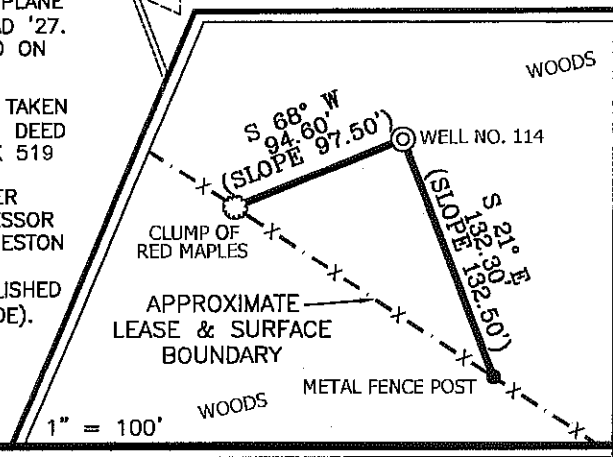 PLANE
AD '27.
D ON
TAKEN
DEED
519
ER
ESSOR
ESTON
LISHED
DE).
WOODS
S 68° W
94.60'
(SLOPE 97.50')
WELL NO. 114
S 21° E
132.30'
(SLOPE 132.50')
CLUMP OF
RED MAPLES
APPROXIMATE
LEASE & SURFACE
BOUNDARY
METAL FENCE POST
WOODS
1" = 100'